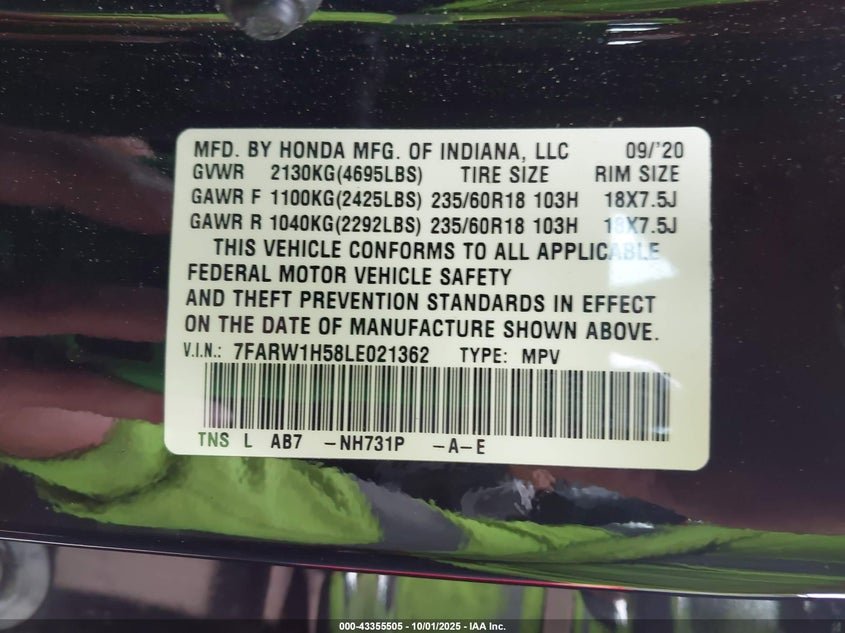 MFD. BY HONDA MFG. OF INDIANA, LLC 09/'20
GVWR 2130KG(4695LBS) TIRE SIZE RIM SIZE
GAWR F 1100KG(2425LBS) 235/60R18 103H 18X7.5J
GAWR R 1040KG(2292LBS) 235/60R18 103H 18X7.5J
THIS VEHICLE CONFORMS TO ALL APPLICABLE
FEDERAL MOTOR VEHICLE SAFETY
AND THEFT PREVENTION STANDARDS IN EFFECT
ON THE DATE OF MANUFACTURE SHOWN ABOVE.
V.I.N.: 7FARW1H58LE021362 TYPE: MPV
TNS L AB7 -NH731P -A-E
000-43355505 - 10/01/2025 - IAA Inc.